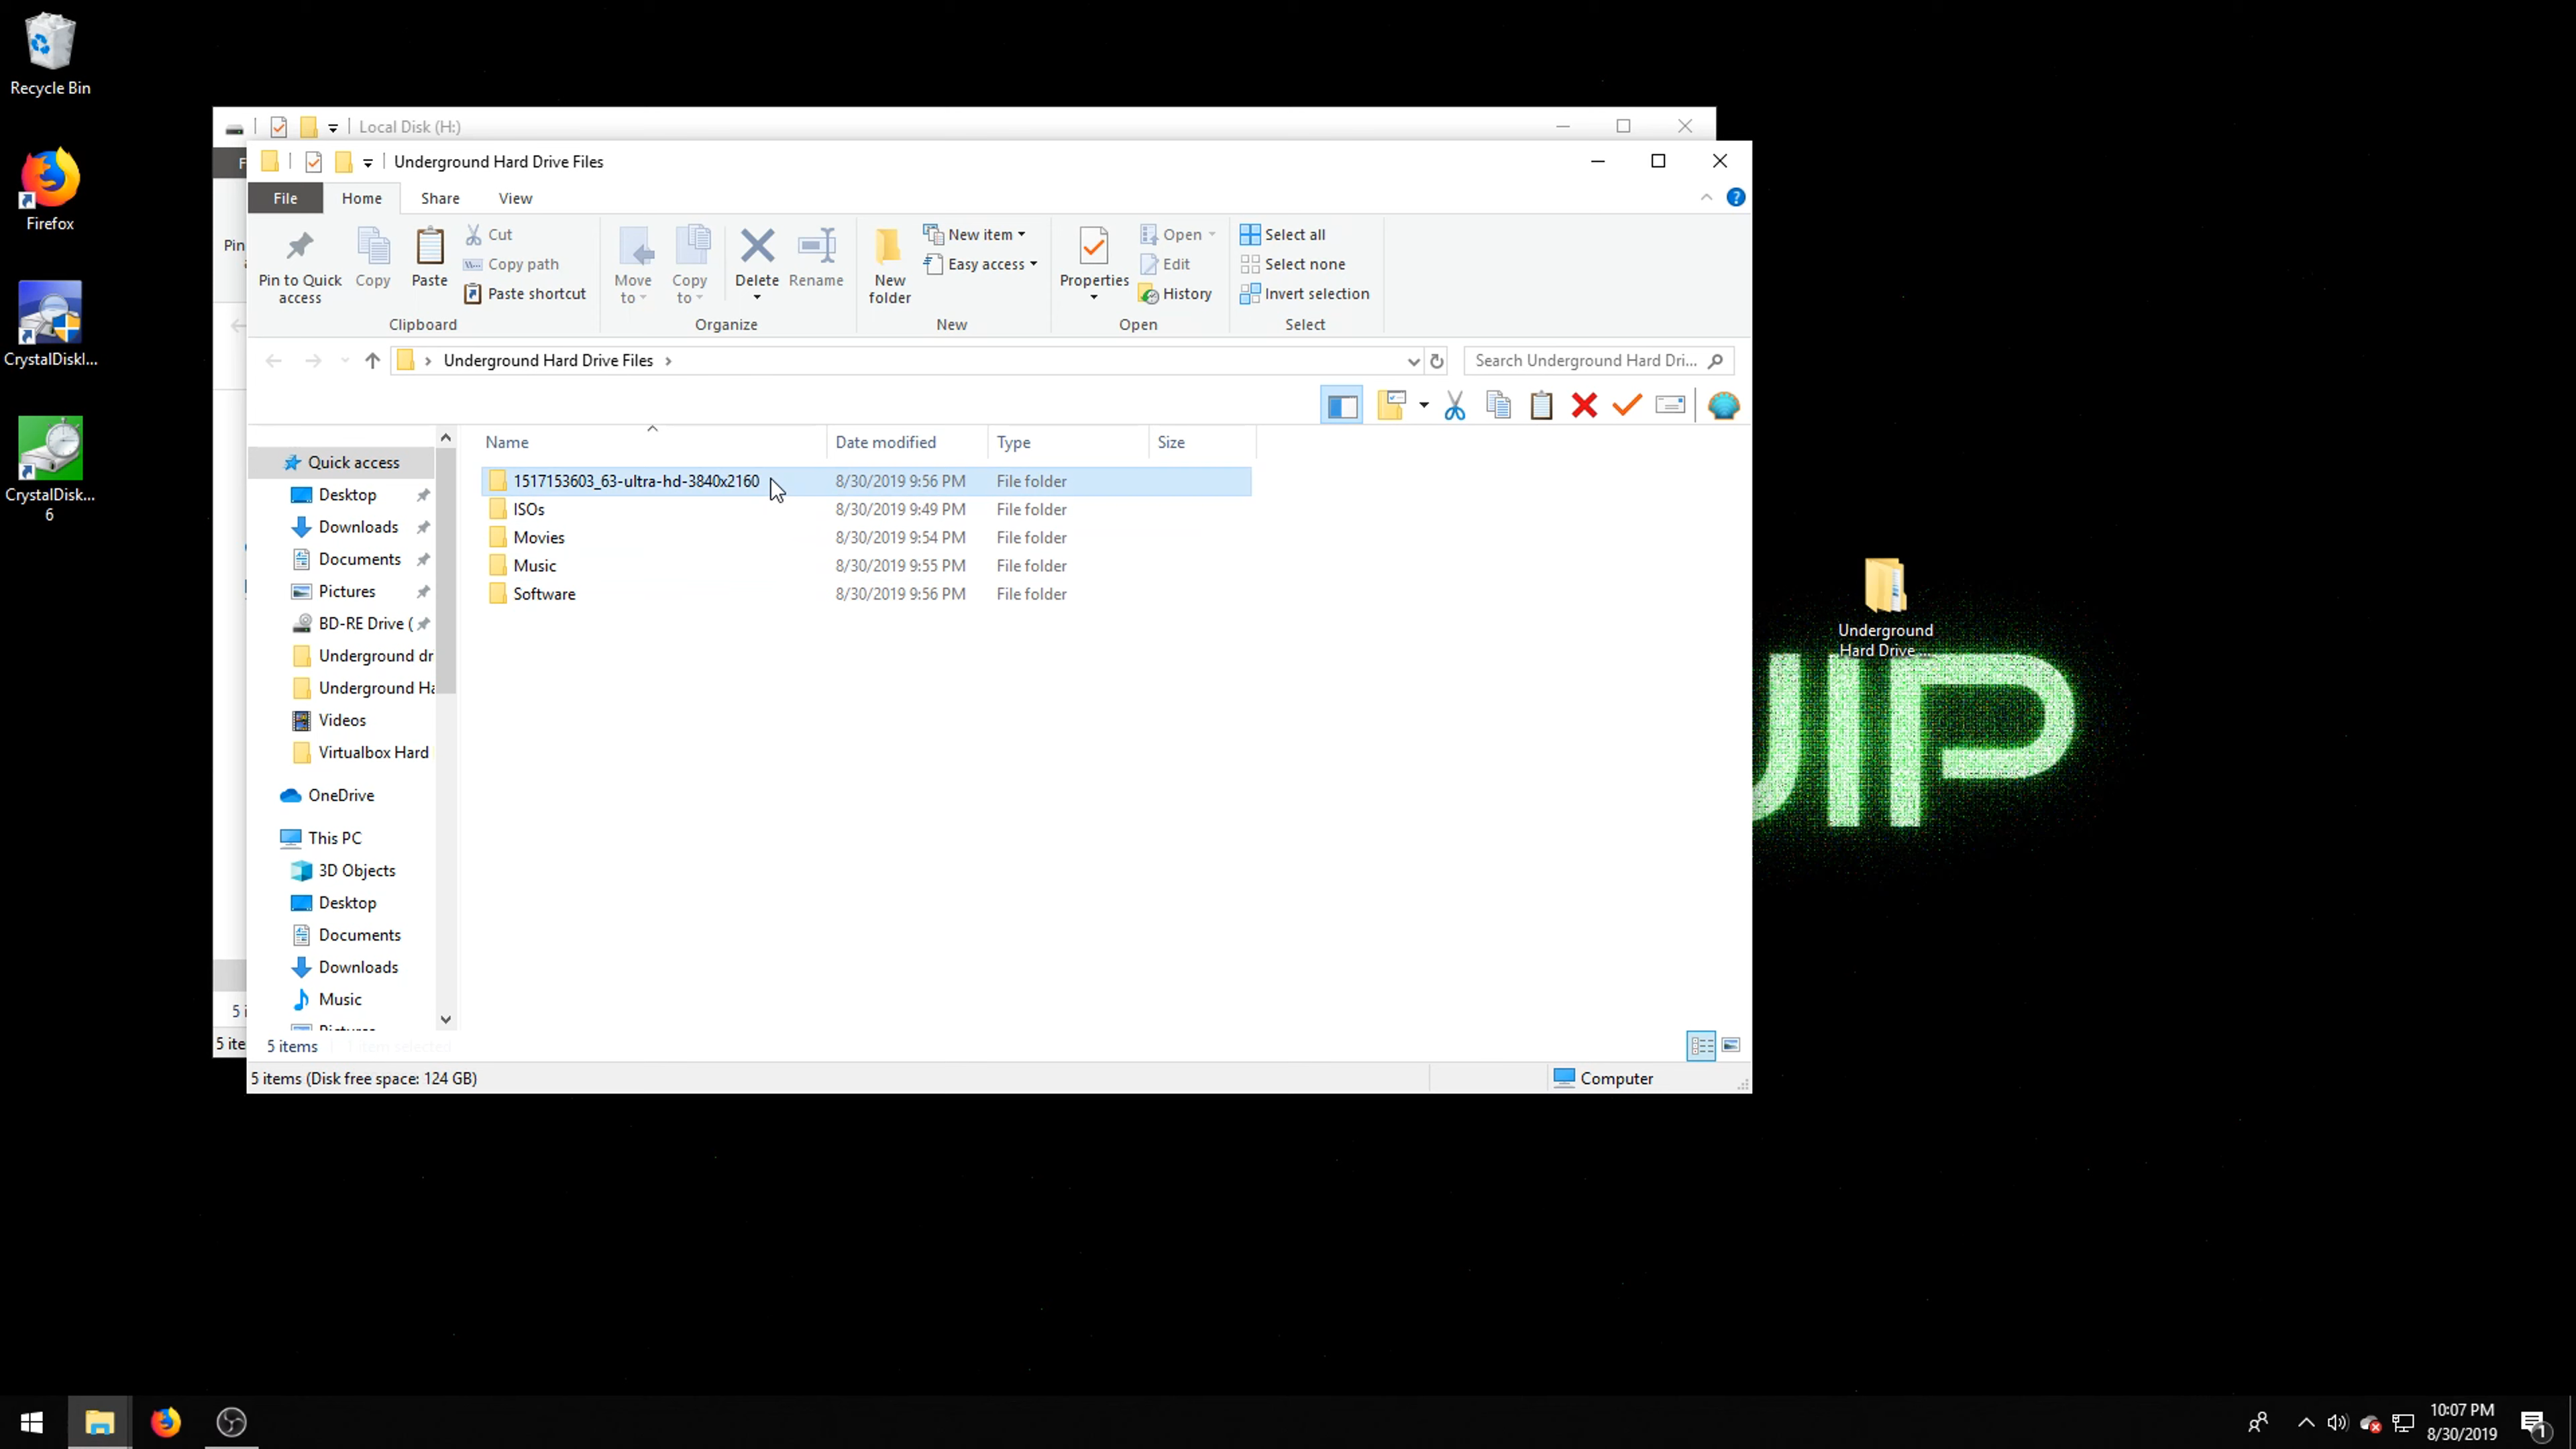 Recycle Bin
Firefox
CrystalDiskI...
CrystalDisk...
6
Local Disk (H:)
Underground Hard Drive Files
File
Home
Share
View
Pin to Quick
access
Copy
Paste
Cut
Copy path
Paste shortcut
Clipboard
Move
to
Copy
to
Delete
Rename
Organize
New
folder
New item
Easy access
New
Properties
Open
Edit
History
Open
Select all
Select none
Invert selection
Select
Pin
Underground Hard Drive Files
Search Underground Hard Dri...
Name
Date modified
Type
Size
1517153603_63-ultra-hd-3840x2160 8/30/2019 9:56 PM File folder
ISOs 8/30/2019 9:49 PM File folder
Movies 8/30/2019 9:54 PM File folder
Music 8/30/2019 9:55 PM File folder
Software 8/30/2019 9:56 PM File folder
Quick access
Desktop
Downloads
Documents
Pictures
BD-RE Drive (
Underground dr
Underground Ha
Videos
Virtualbox Hard
OneDrive
This PC
3D Objects
Desktop
Documents
Downloads
Music
Pictures
5 items
5 i
5 ite
5 items (Disk free space: 124 GB)
Computer
Underground
Hard Drive ...
UIP
10:07 PM
8/30/2019
1